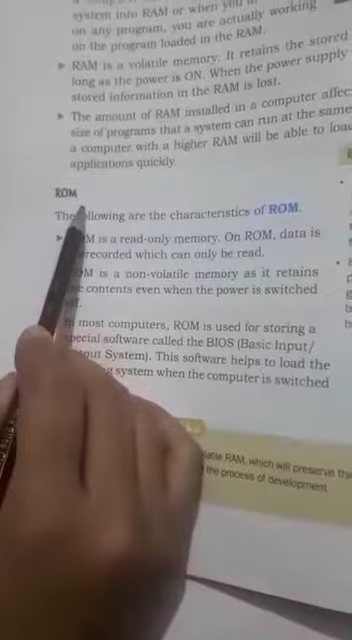 system into RAM or when you
on any program, you are actually working
on the program loaded in the RAM.
➤ RAM is a volatile memory. It retains the stored
long as the power is ON. When the power supply
stored information in the RAM is lost.
➤ The amount of RAM installed in a computer
size of programs that a system can run at the same
a computer with a higher RAM will be able to load
applications quickly
ROM
The following are the characteristics of ROM.
➤ is a read-only memory. On ROM, data is
recorded which can only be read.
is a non-volatile memory as it retains
contents even when the power is switched
most computers, ROM is used for storing a
special software called the BIOS (Basic Input/
System). This software helps to load the
system when the computer is switched
RAM, which will preserve
the process of development.